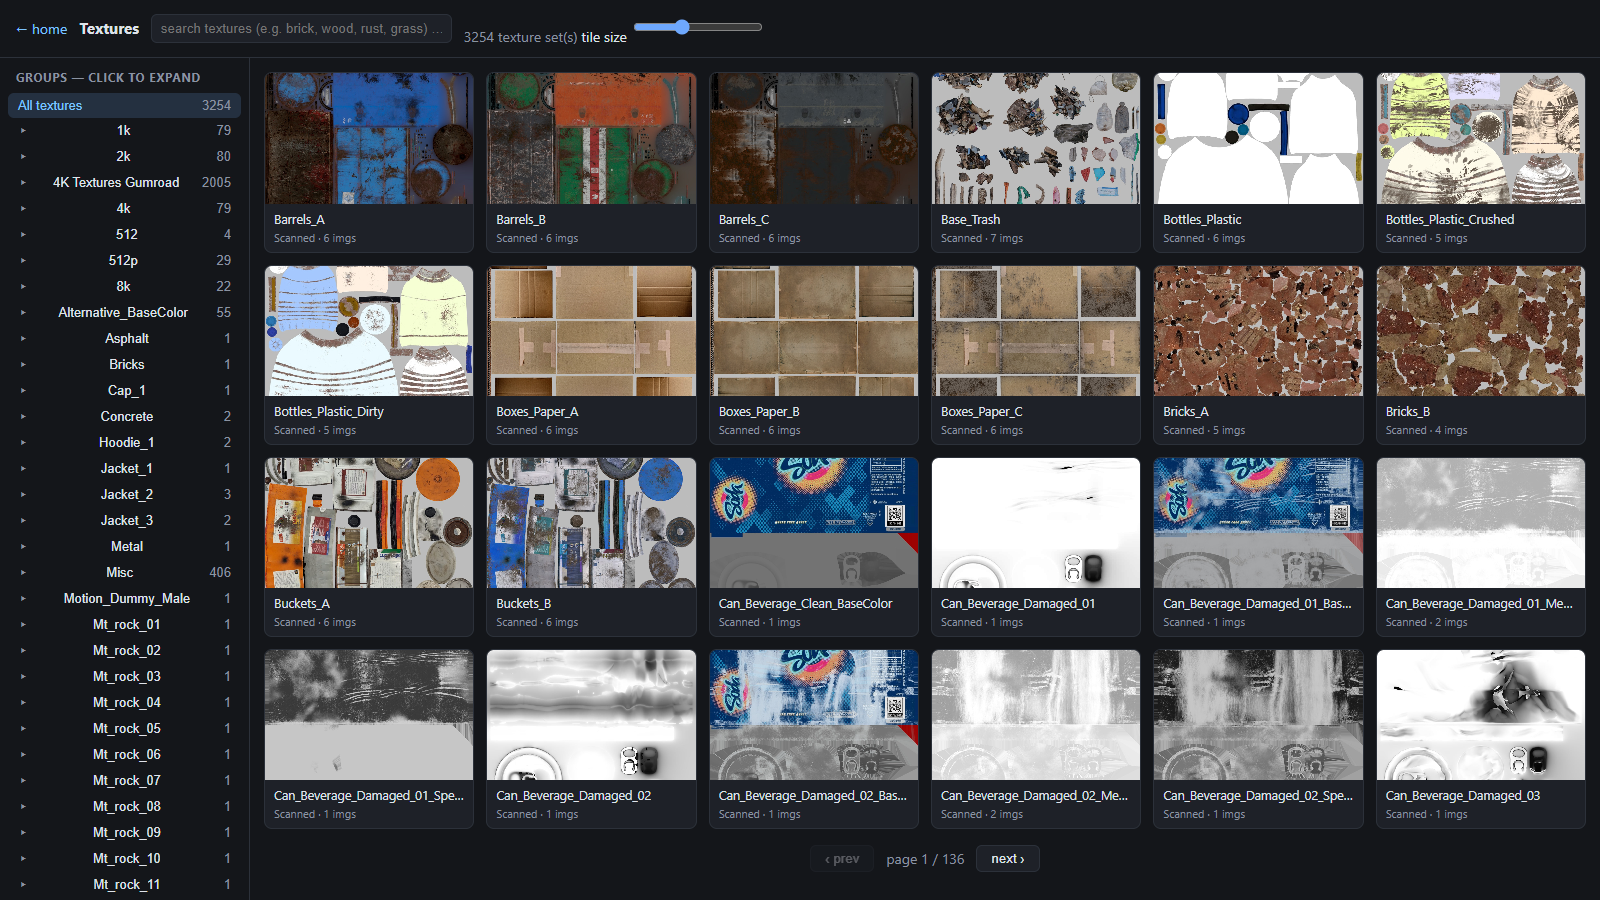 ← home
Textures
search textures (e.g. brick, wood, rust, grass) ...
3254 texture set(s)
tile size
GROUPS — CLICK TO EXPAND
All textures 3254
1k 79
2k 80
4K Textures Gumroad 2005
4k 79
512 4
512p 29
8k 22
Alternative_BaseColor 55
Asphalt 1
Bricks 1
Cap_1 1
Concrete 2
Hoodie_1 2
Jacket_1 1
Jacket_2 3
Jacket_3 2
Metal 1
Misc 406
Motion_Dummy_Male 1
Mt_rock_01 1
Mt_rock_02 1
Mt_rock_03 1
Mt_rock_04 1
Mt_rock_05 1
Mt_rock_06 1
Mt_rock_07 1
Mt_rock_08 1
Mt_rock_09 1
Mt_rock_10 1
Mt_rock_11 1
Barrels_A
Scanned · 6 imgs
Barrels_B
Scanned · 6 imgs
Barrels_C
Scanned · 6 imgs
Base_Trash
Scanned · 7 imgs
Bottles_Plastic
Scanned · 6 imgs
Bottles_Plastic_Crushed
Scanned · 5 imgs
Bottles_Plastic_Dirty
Scanned · 5 imgs
Boxes_Paper_A
Scanned · 6 imgs
Boxes_Paper_B
Scanned · 6 imgs
Boxes_Paper_C
Scanned · 6 imgs
Bricks_A
Scanned · 5 imgs
Bricks_B
Scanned · 4 imgs
Buckets_A
Scanned · 6 imgs
Buckets_B
Scanned · 6 imgs
Can_Beverage_Clean_BaseColor
Scanned · 1 imgs
Can_Beverage_Damaged_01
Scanned · 1 imgs
Can_Beverage_Damaged_01_Bas...
Scanned · 1 imgs
Can_Beverage_Damaged_01_Me...
Scanned · 2 imgs
Can_Beverage_Damaged_01_Spe...
Scanned · 1 imgs
Can_Beverage_Damaged_02
Scanned · 1 imgs
Can_Beverage_Damaged_02_Bas...
Scanned · 1 imgs
Can_Beverage_Damaged_02_Me...
Scanned · 2 imgs
Can_Beverage_Damaged_02_Spe...
Scanned · 1 imgs
Can_Beverage_Damaged_03
Scanned · 1 imgs
‹ prev
page 1 / 136
next ›